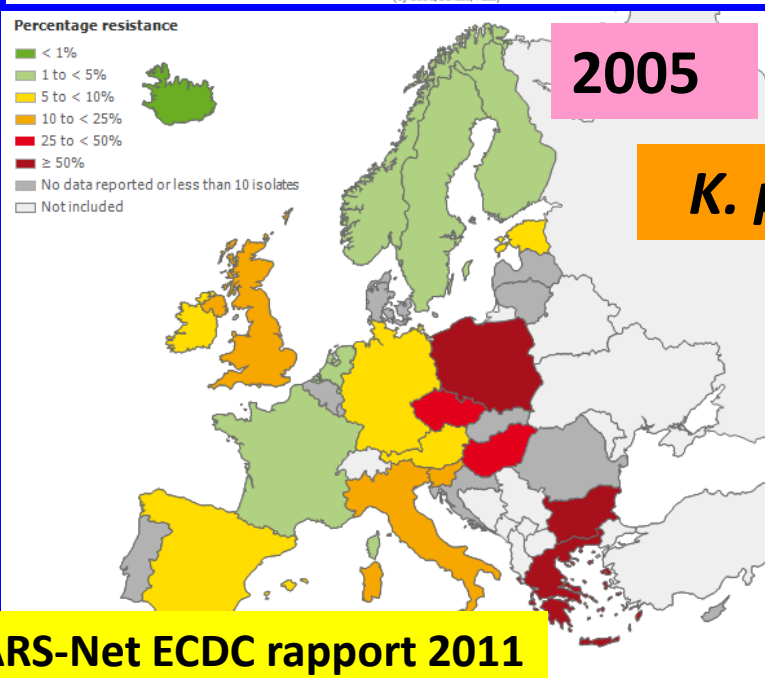 Percentage resistance
< 1%
1 to < 5%
5 to < 10%
10 to < 25%
25 to < 50%
≥ 50%
No data reported or less than 10 isolates
Not included
2005
K.
ARS-Net ECDC rapport 2011